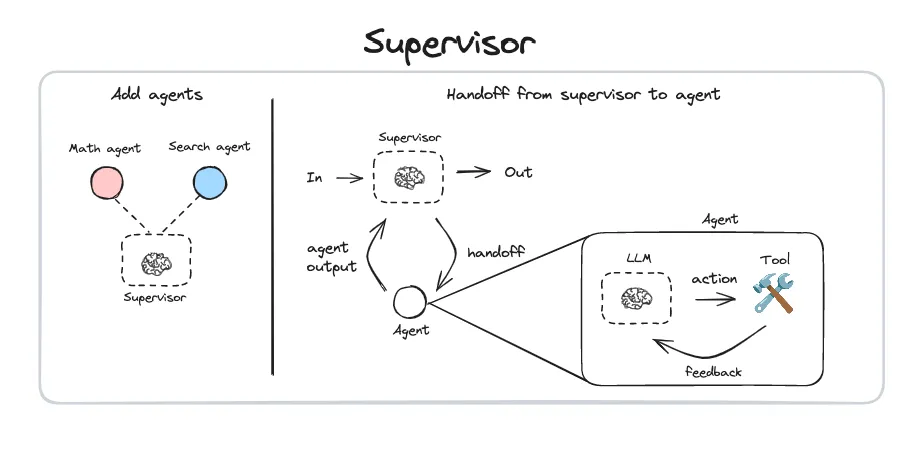 Supervisor
Add agents
Math agent
Search agent
Supervisor
Handoff from supervisor to agent
Supervisor
In
Out
agent
output
handoff
Agent
Agent
LLM
action
Tool
feedback